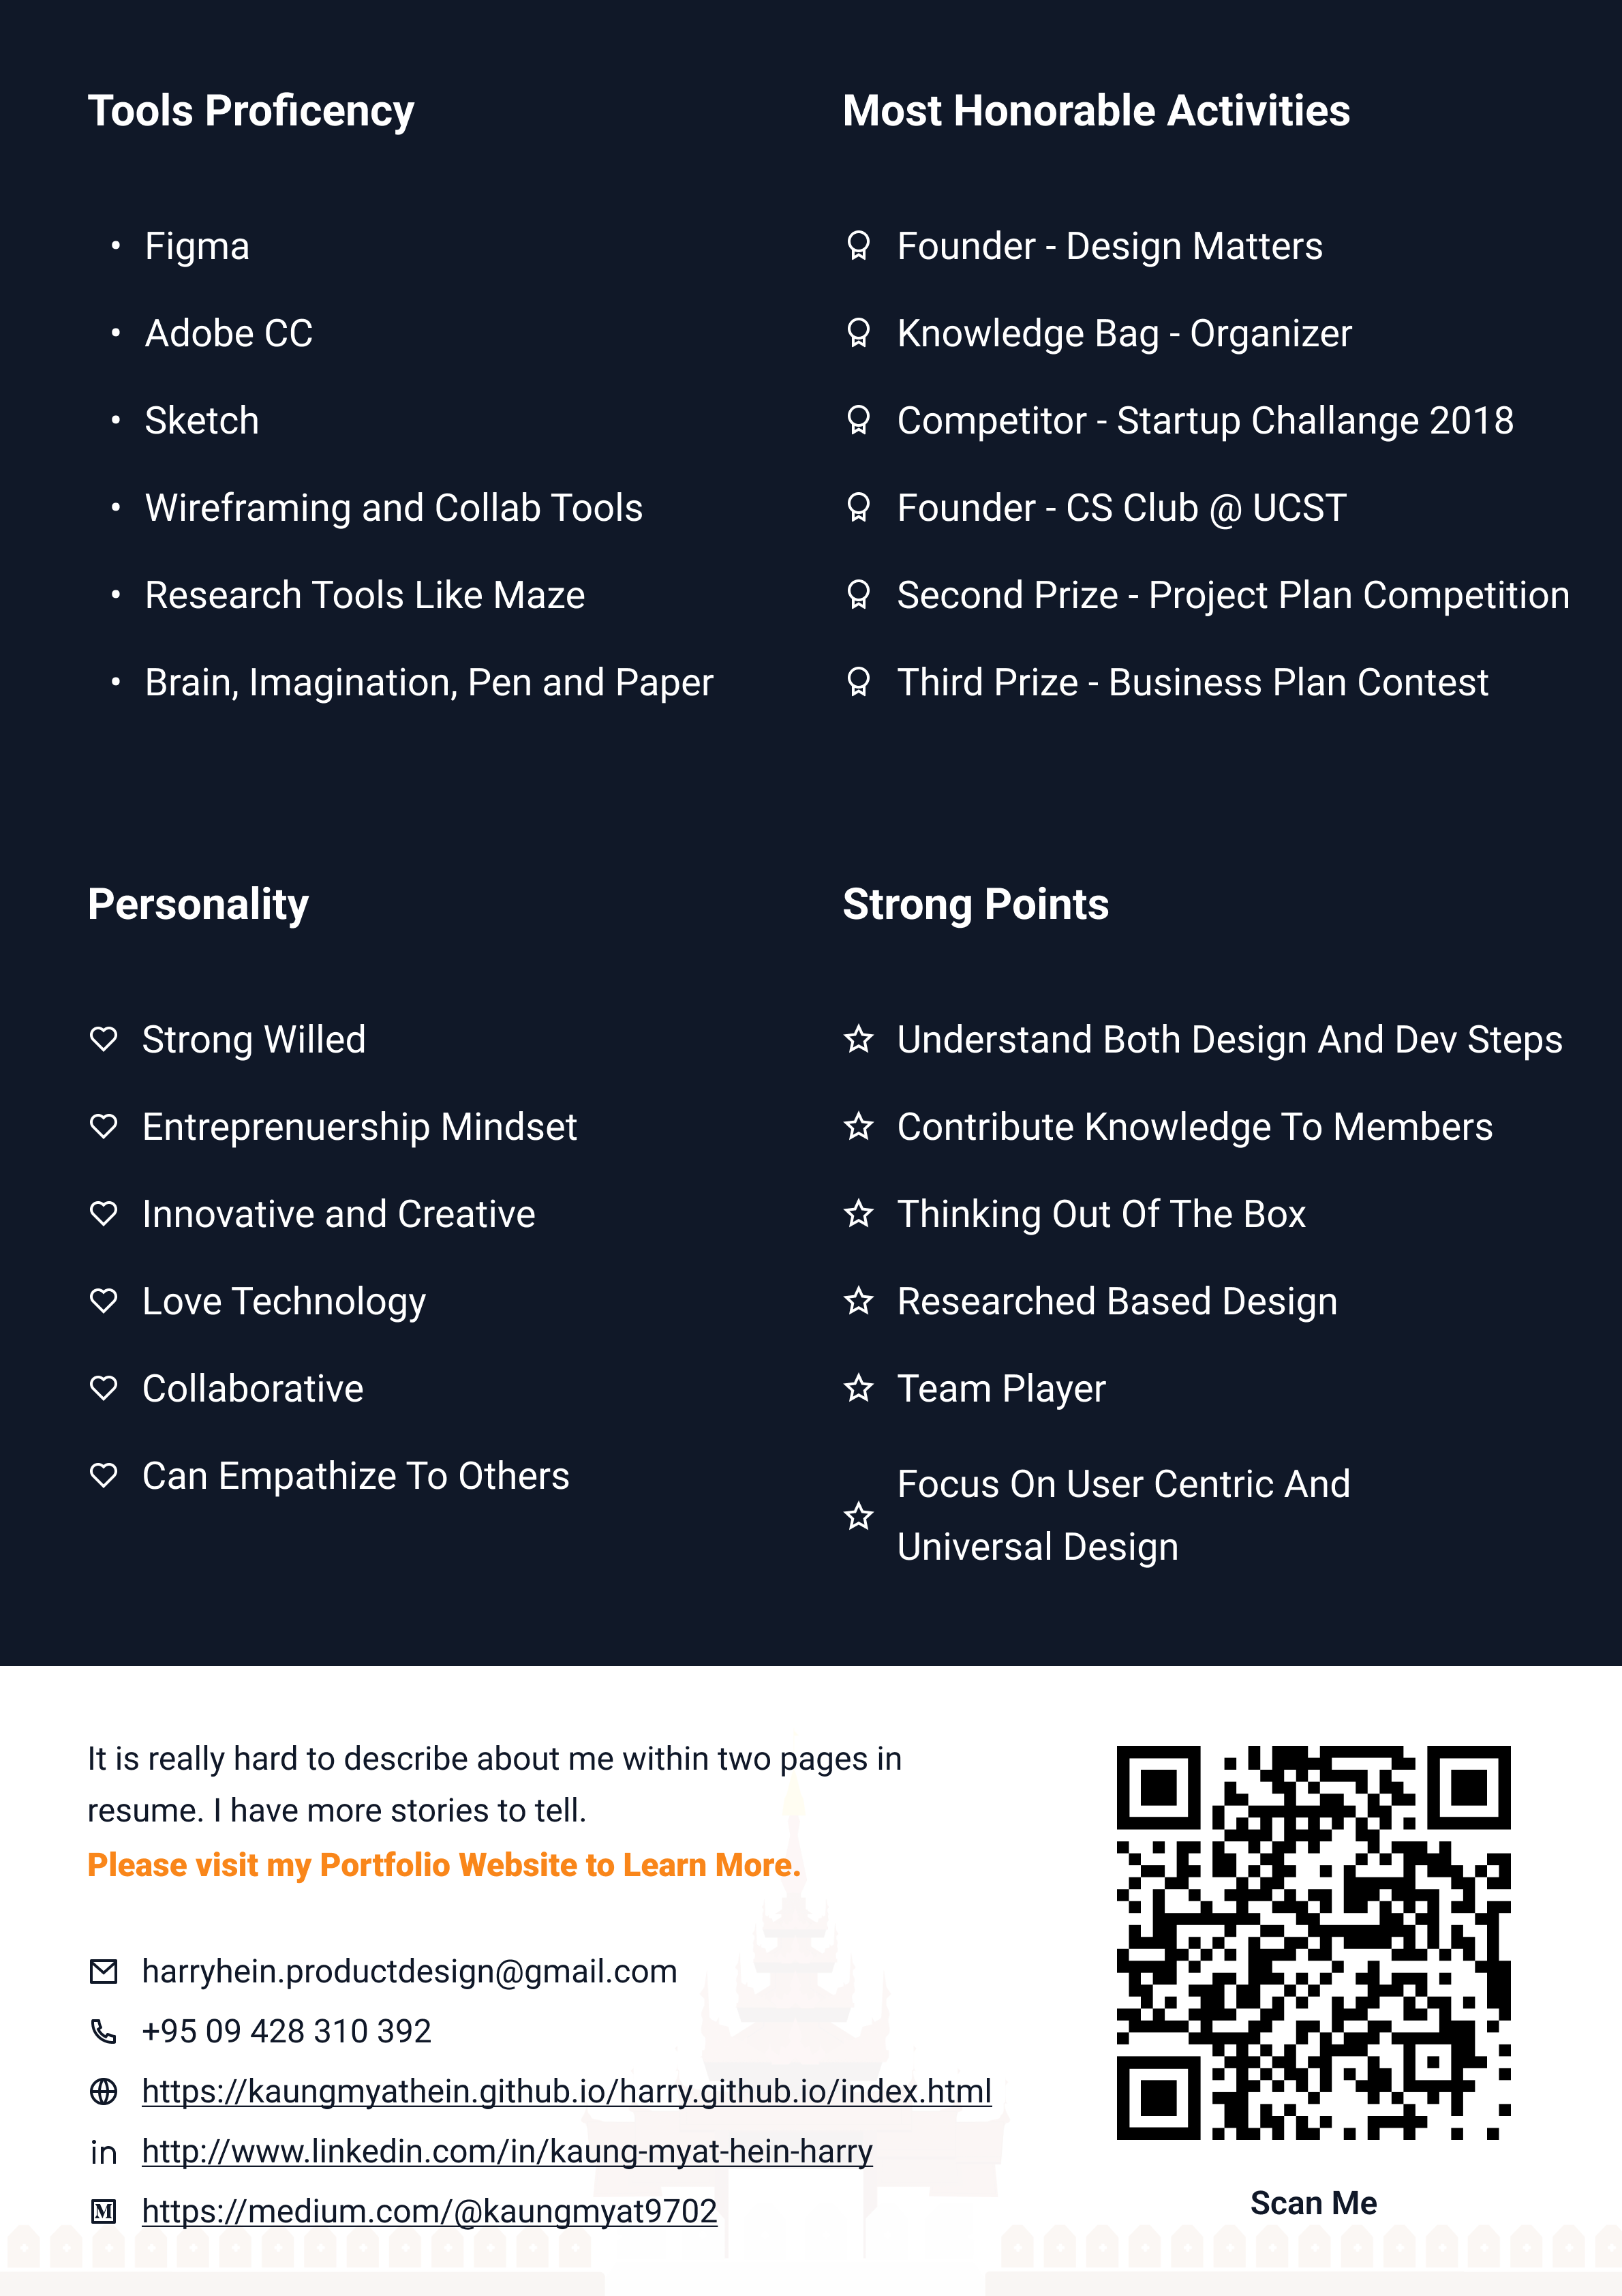 Tools Proficency
Figma
Adobe CC
Sketch
Wireframing and Collab Tools
Research Tools Like Maze
Brain, Imagination, Pen and Paper
Most Honorable Activities
Founder - Design Matters
Knowledge Bag - Organizer
Competitor - Startup Challange 2018
Founder - CS Club @ UCST
Second Prize - Project Plan Competition
Third Prize - Business Plan Contest
Personality
Strong Willed
Entreprenuership Mindset
Innovative and Creative
Love Technology
Collaborative
Can Empathize To Others
Strong Points
Understand Both Design And Dev Steps
Contribute Knowledge To Members
Thinking Out Of The Box
Researched Based Design
Team Player
Focus On User Centric And
Universal Design
It is really hard to describe about me within two pages in
resume. I have more stories to tell.
Please visit my Portfolio Website to Learn More.
harryhein.productdesign@gmail.com
+95 09 428 310 392
https://kaungmyathein.github.io/harry.github.io/index.html
http://www.linkedin.com/in/kaung-myat-hein-harry
https://medium.com/@kaungmyat9702
Scan Me